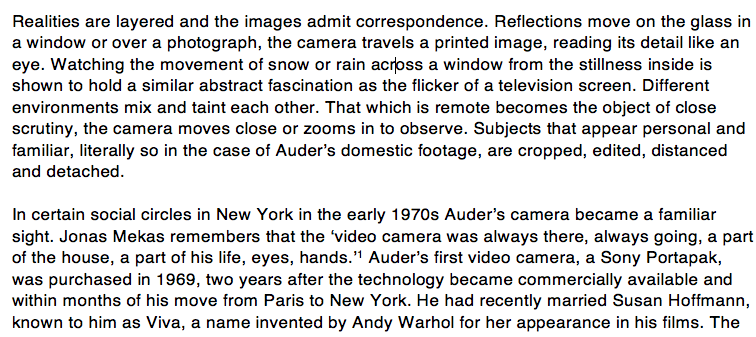 Realities are layered and the images admit correspondence. Reflections move on the glass in
a window or over a photograph, the camera travels a printed image, reading its detail like an
eye. Watching the movement of snow or rain across a window from the stillness inside is
shown to hold a similar abstract fascination as the flicker of a television screen. Different
environments mix and taint each other. That which is remote becomes the object of close
scrutiny, the camera moves close or zooms in to observe. Subjects that appear personal and
familiar, literally so in the case of Auder’s domestic footage, are cropped, edited, distanced
and detached.
In certain social circles in New York in the early 1970s Auder’s camera became a familiar
sight. Jonas Mekas remembers that the ‘video camera was always there, always going, a part
of the house, a part of his life, eyes, hands.’¹ Auder’s first video camera, a Sony Portapak,
was purchased in 1969, two years after the technology became commercially available and
within months of his move from Paris to New York. He had recently married Susan Hoffmann,
known to him as Viva, a name invented by Andy Warhol for her appearance in his films. The